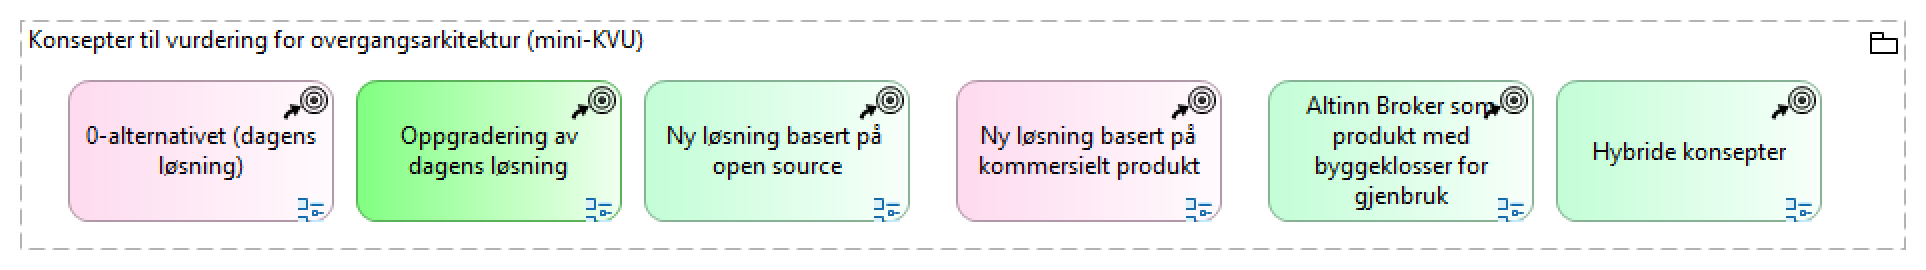 Konsepter til vurdering for overgangsarkitektur (mini-KVU)
0-alternativet (dagens
løsning)
Oppgradering av
dagens løsning
Ny løsning basert på
open source
Ny løsning basert på
kommersielt produkt
Altinn Broker som
produkt med
byggeklosser for
gjenbruk
Hybride konsepter